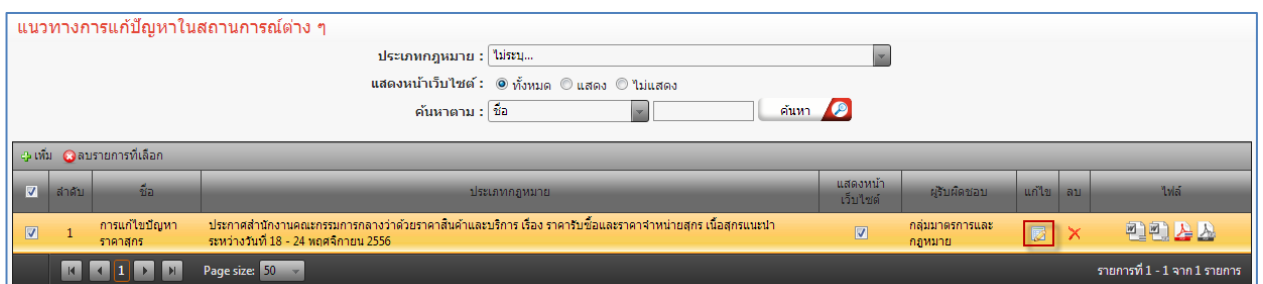 แนวทางการแก้ปัญหาในสถานการณ์ต่าง ๆ
ประเภทกฎหมาย : ไม่ระบุ...
แสดงหน้าเว็บไซต์ : ทั้งหมด แสดง ไม่แสดง
ค้นหาตาม : ชื่อ ค้นหา
เพิ่ม ลบรายการที่เลือก
ลำดับ ชื่อ ประเภทกฎหมาย แสดงหน้า ผู้รับผิดชอบ แก้ไข ลบ ไฟล์
เว็บไซต์
1 การแก้ไขปัญหา ประกาศสำนักงานคณะกรรมการกลางว่าด้วยราคาสินค้าและบริการ เรื่อง ราคารับซื้อและราคาจำหน่ายสุกร เนื้อสุกรแนะนำ กลุ่มมาตรการและ
ราคาสุกร ระหว่างวันที่ 18 - 24 พฤศจิกายน 2556 กฎหมาย
1 Page size: 50 รายการที่ 1 - 1 จาก 1 รายการ